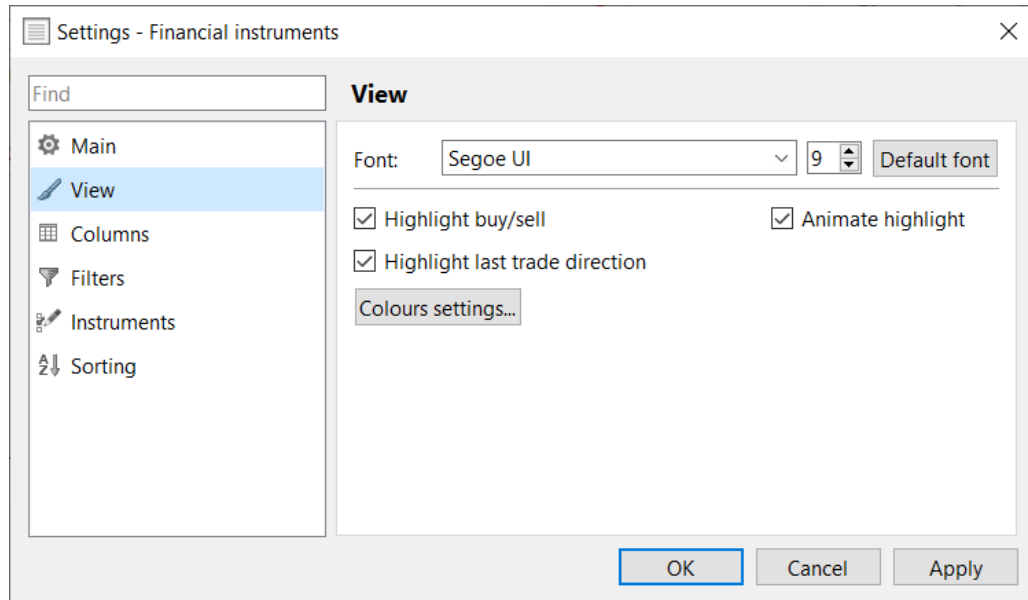 Settings - Financial instruments
Find
Main
View
Columns
Filters
Instruments
Sorting
View
Font: Segoe UI 9 Default font
Highlight buy/sell Animate highlight
Highlight last trade direction
Colours settings...
OK Cancel Apply